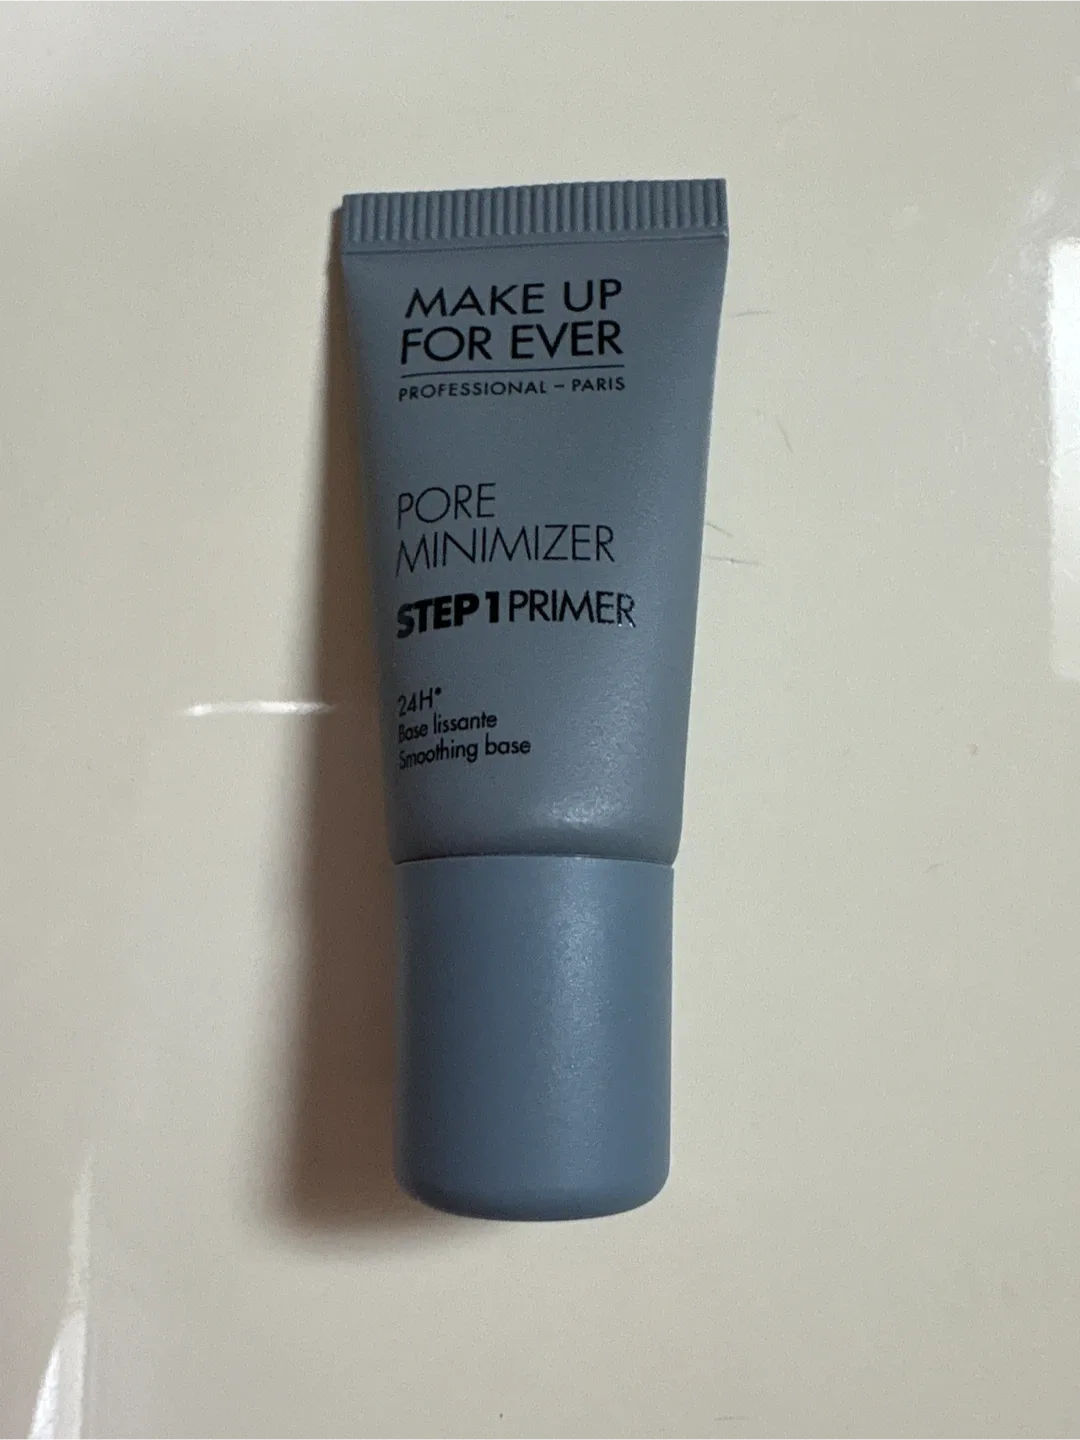 MAKE UP
FOR EVER
PROFESSIONAL – PARIS
PORE
MINIMIZER
STEP 1 PRIMER
24H*
Base lissante
Smoothing base